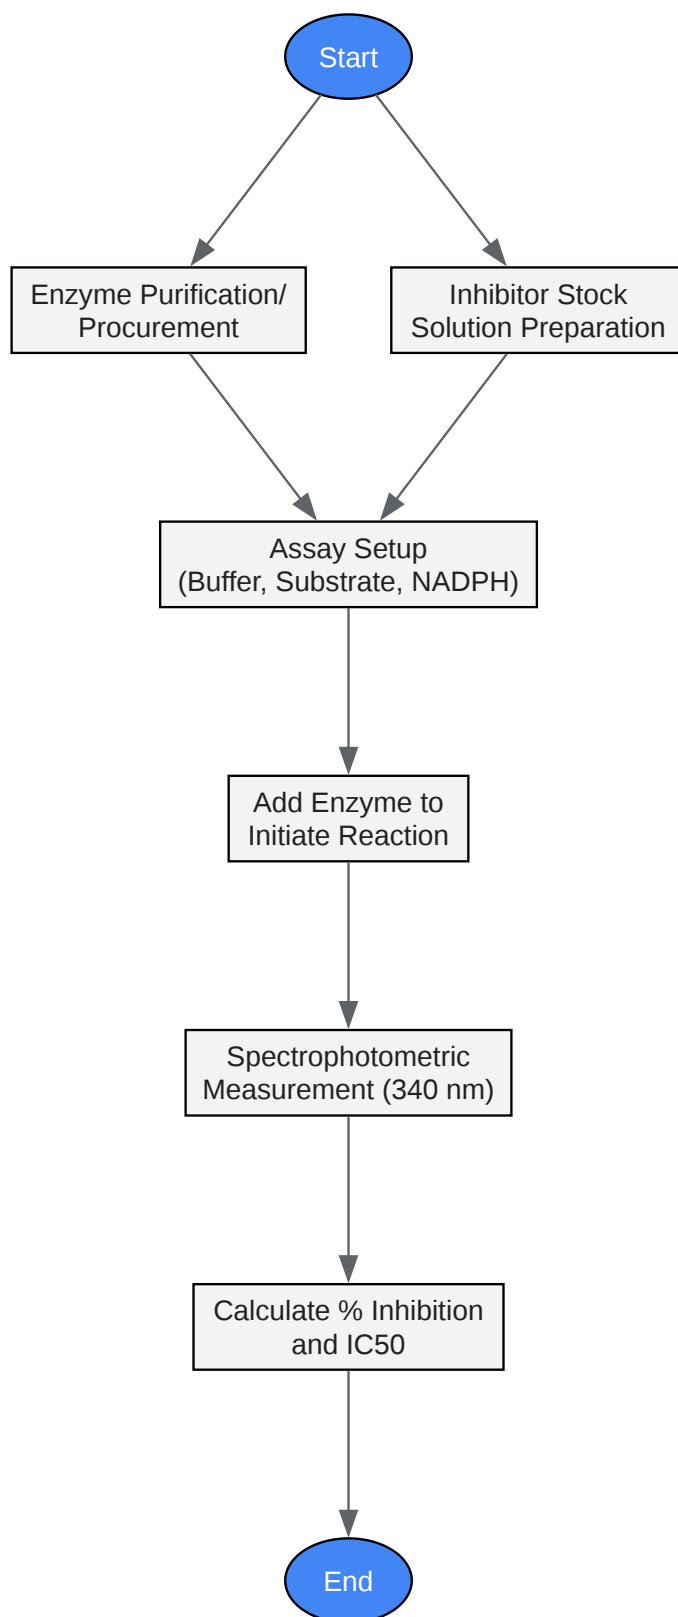 Start
Enzyme Purification/
Procurement
Inhibitor Stock
Solution Preparation
Assay Setup
(Buffer, Substrate, NADPH)
Add Enzyme to
Initiate Reaction
Spectrophotometric
Measurement (340 nm)
Calculate % Inhibition
and IC50
End